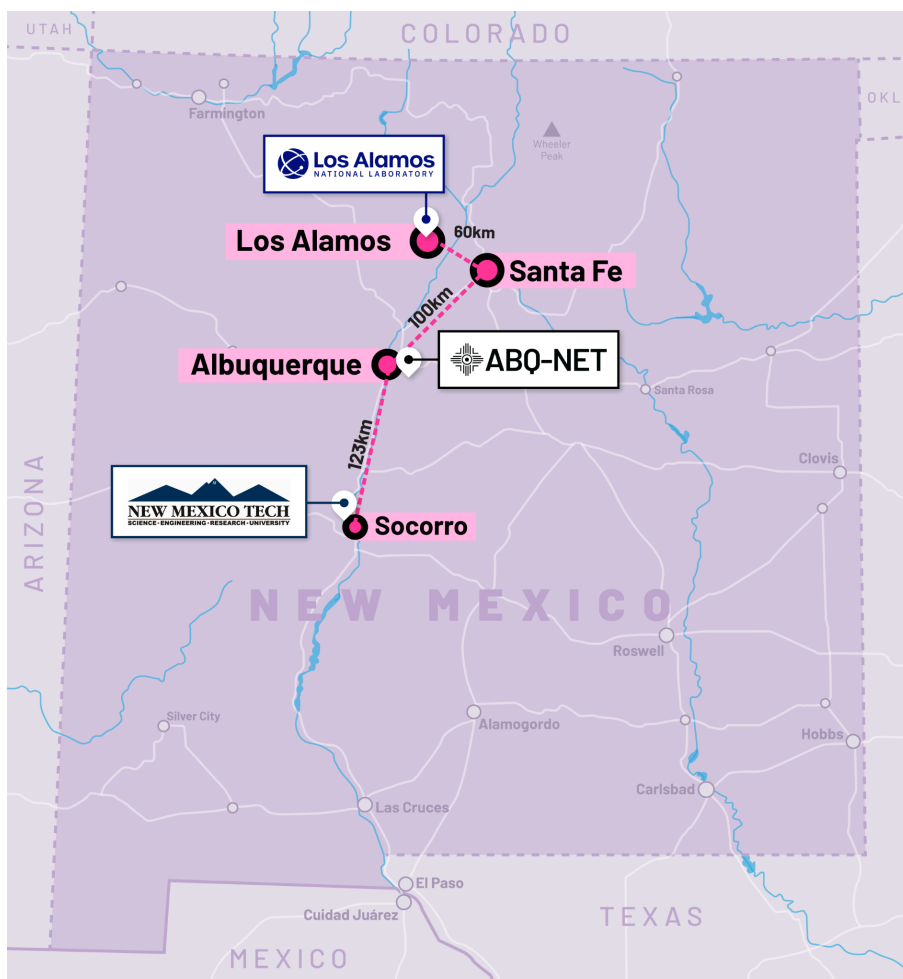 UTAH
COLORADO
OKL
Farmington
Wheeler
Peak
Los Alamos
NATIONAL LABORATORY
60km
Los Alamos
Santa Fe
100km
Albuquerque
ABQ-NET
Santa Rosa
123km
Clovis
ARIZONA
NEW MEXICO TECH
SCIENCE • ENGINEERING • RESEARCH • UNIVERSITY
Socorro
NEW MEXICO
Roswell
Silver City
Alamogordo
Hobbs
Carlsbad
Las Cruces
El Paso
Cuidad Juárez
TEXAS
MEXICO